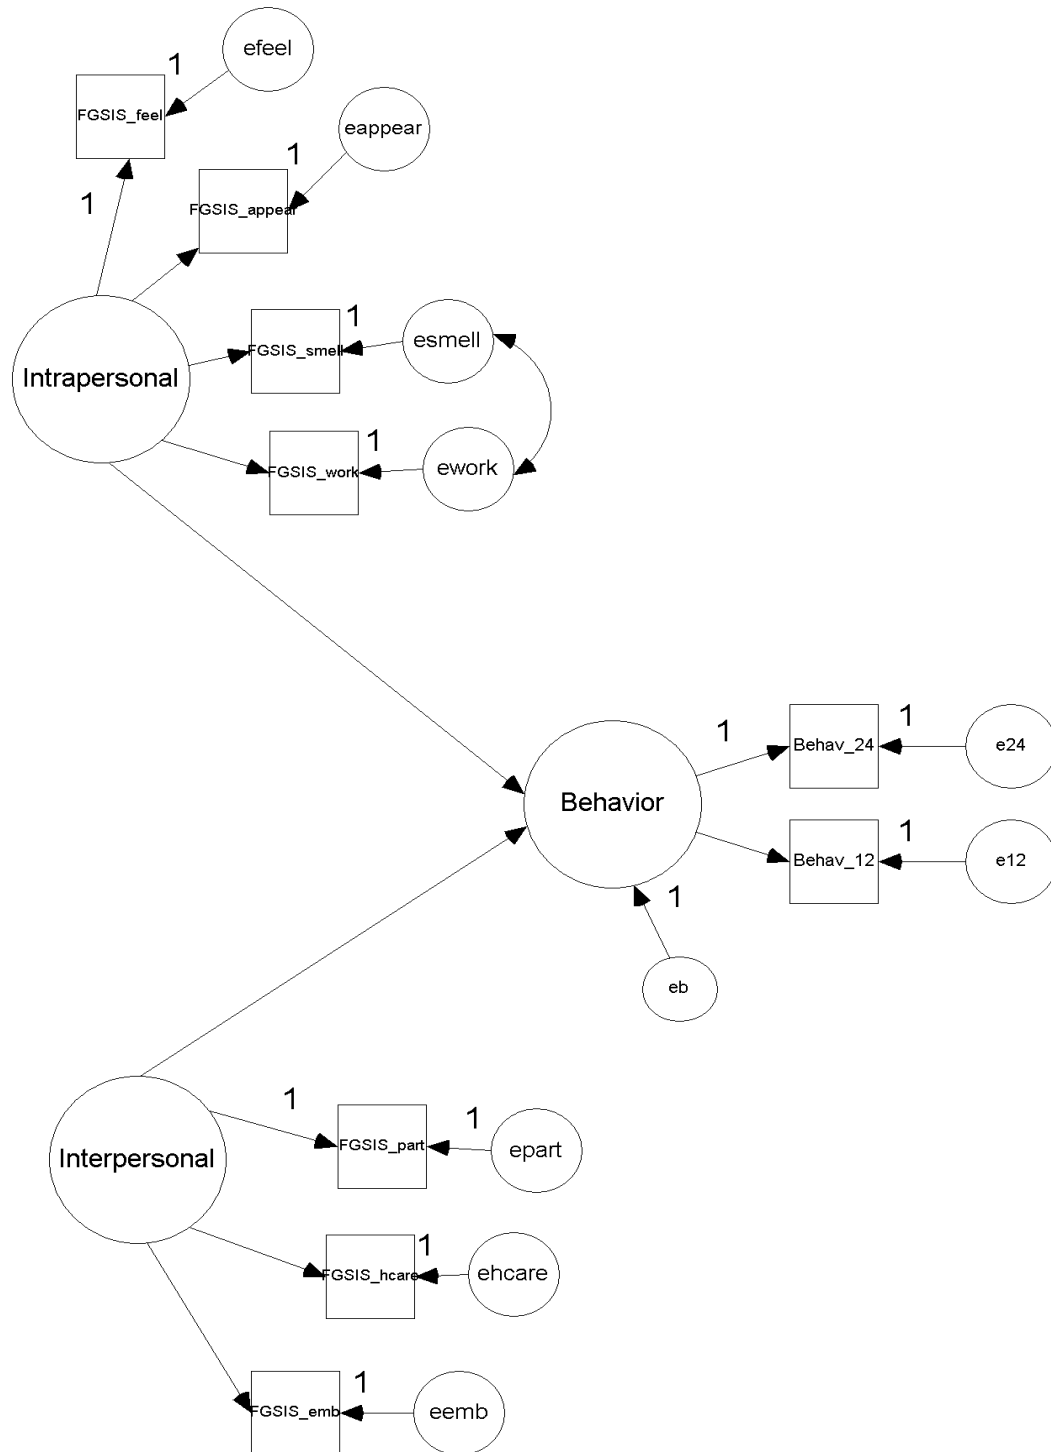 efeel
1
FGSIS_feel
eappear
1
1
FGSIS_appear
1
esmell
FGSIS_smell
Intrapersonal
1
ework
FGSIS_work
1
1
Behav_24
e24
Behavior
1
Behav_12
e12
1
eb
1
1
FGSIS_part
epart
Interpersonal
1
FGSIS_hcare
ehcare
1
FGSIS_emb
eemb